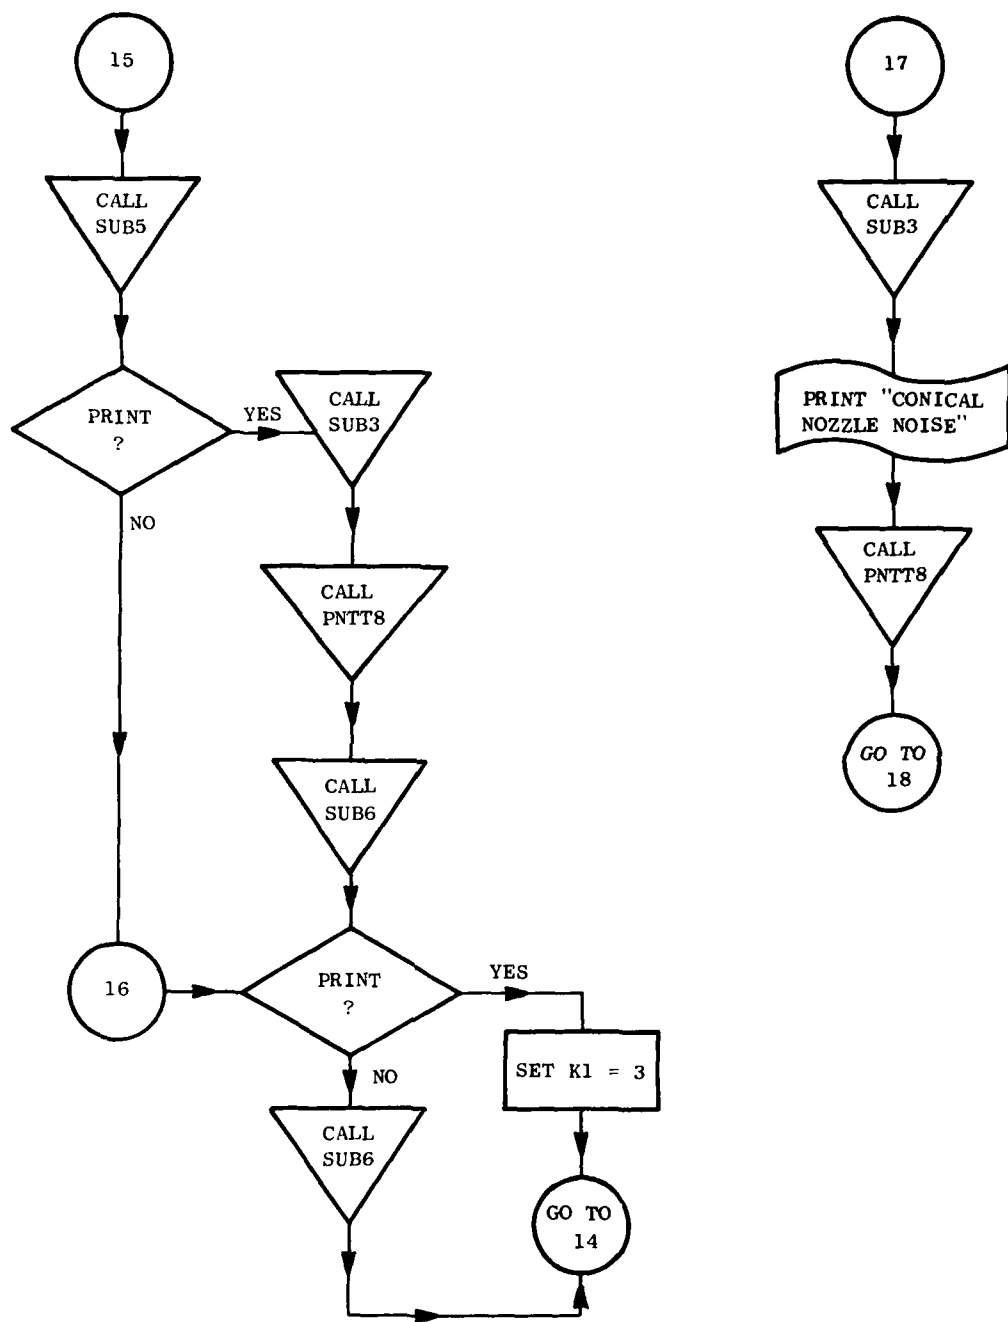 15
CALL
SUB5
PRINT
?
YES
NO
CALL
SUB3
CALL
PNTT8
CALL
SUB6
16
PRINT
?
YES
NO
SET K1 = 3
CALL
SUB6
GO TO
14
17
CALL
SUB3
PRINT "CONICAL
NOZZLE NOISE"
CALL
PNTT8
GO TO
18